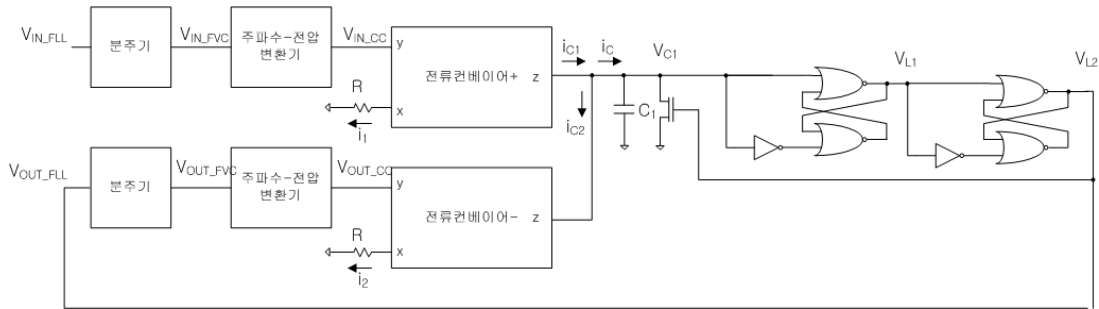 V_IN_FLL
분주기
V_IN_FVC
주파수-전압
변환기
V_IN_CC
y
전류컨베이어+
z
x
R
i_1
i_C1
i_C
i_C2
V_C1
C_1
V_L1
V_L2
V_OUT_FLL
분주기
V_OUT_FVC
주파수-전압
변환기
V_OUT_CC
y
전류컨베이어-
z
x
R
i_2